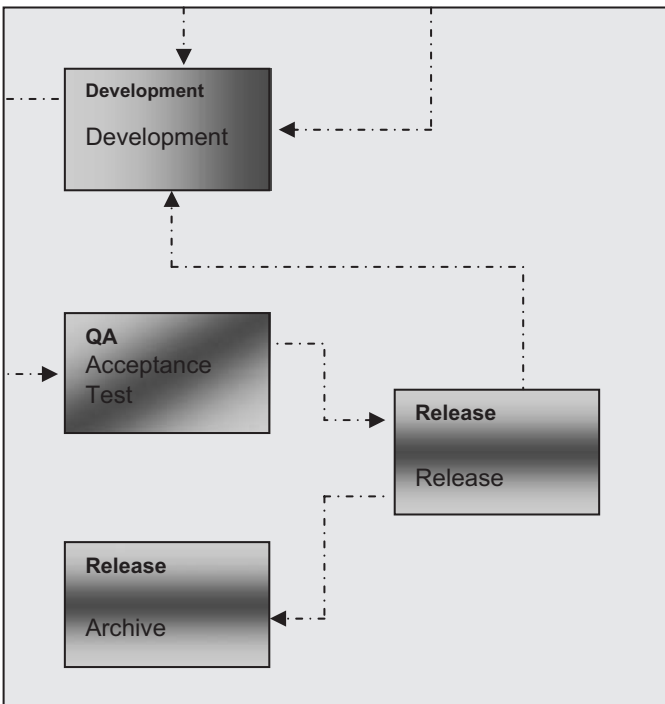 Development
Development
QA
Acceptance
Test
Release
Release
Release
Archive